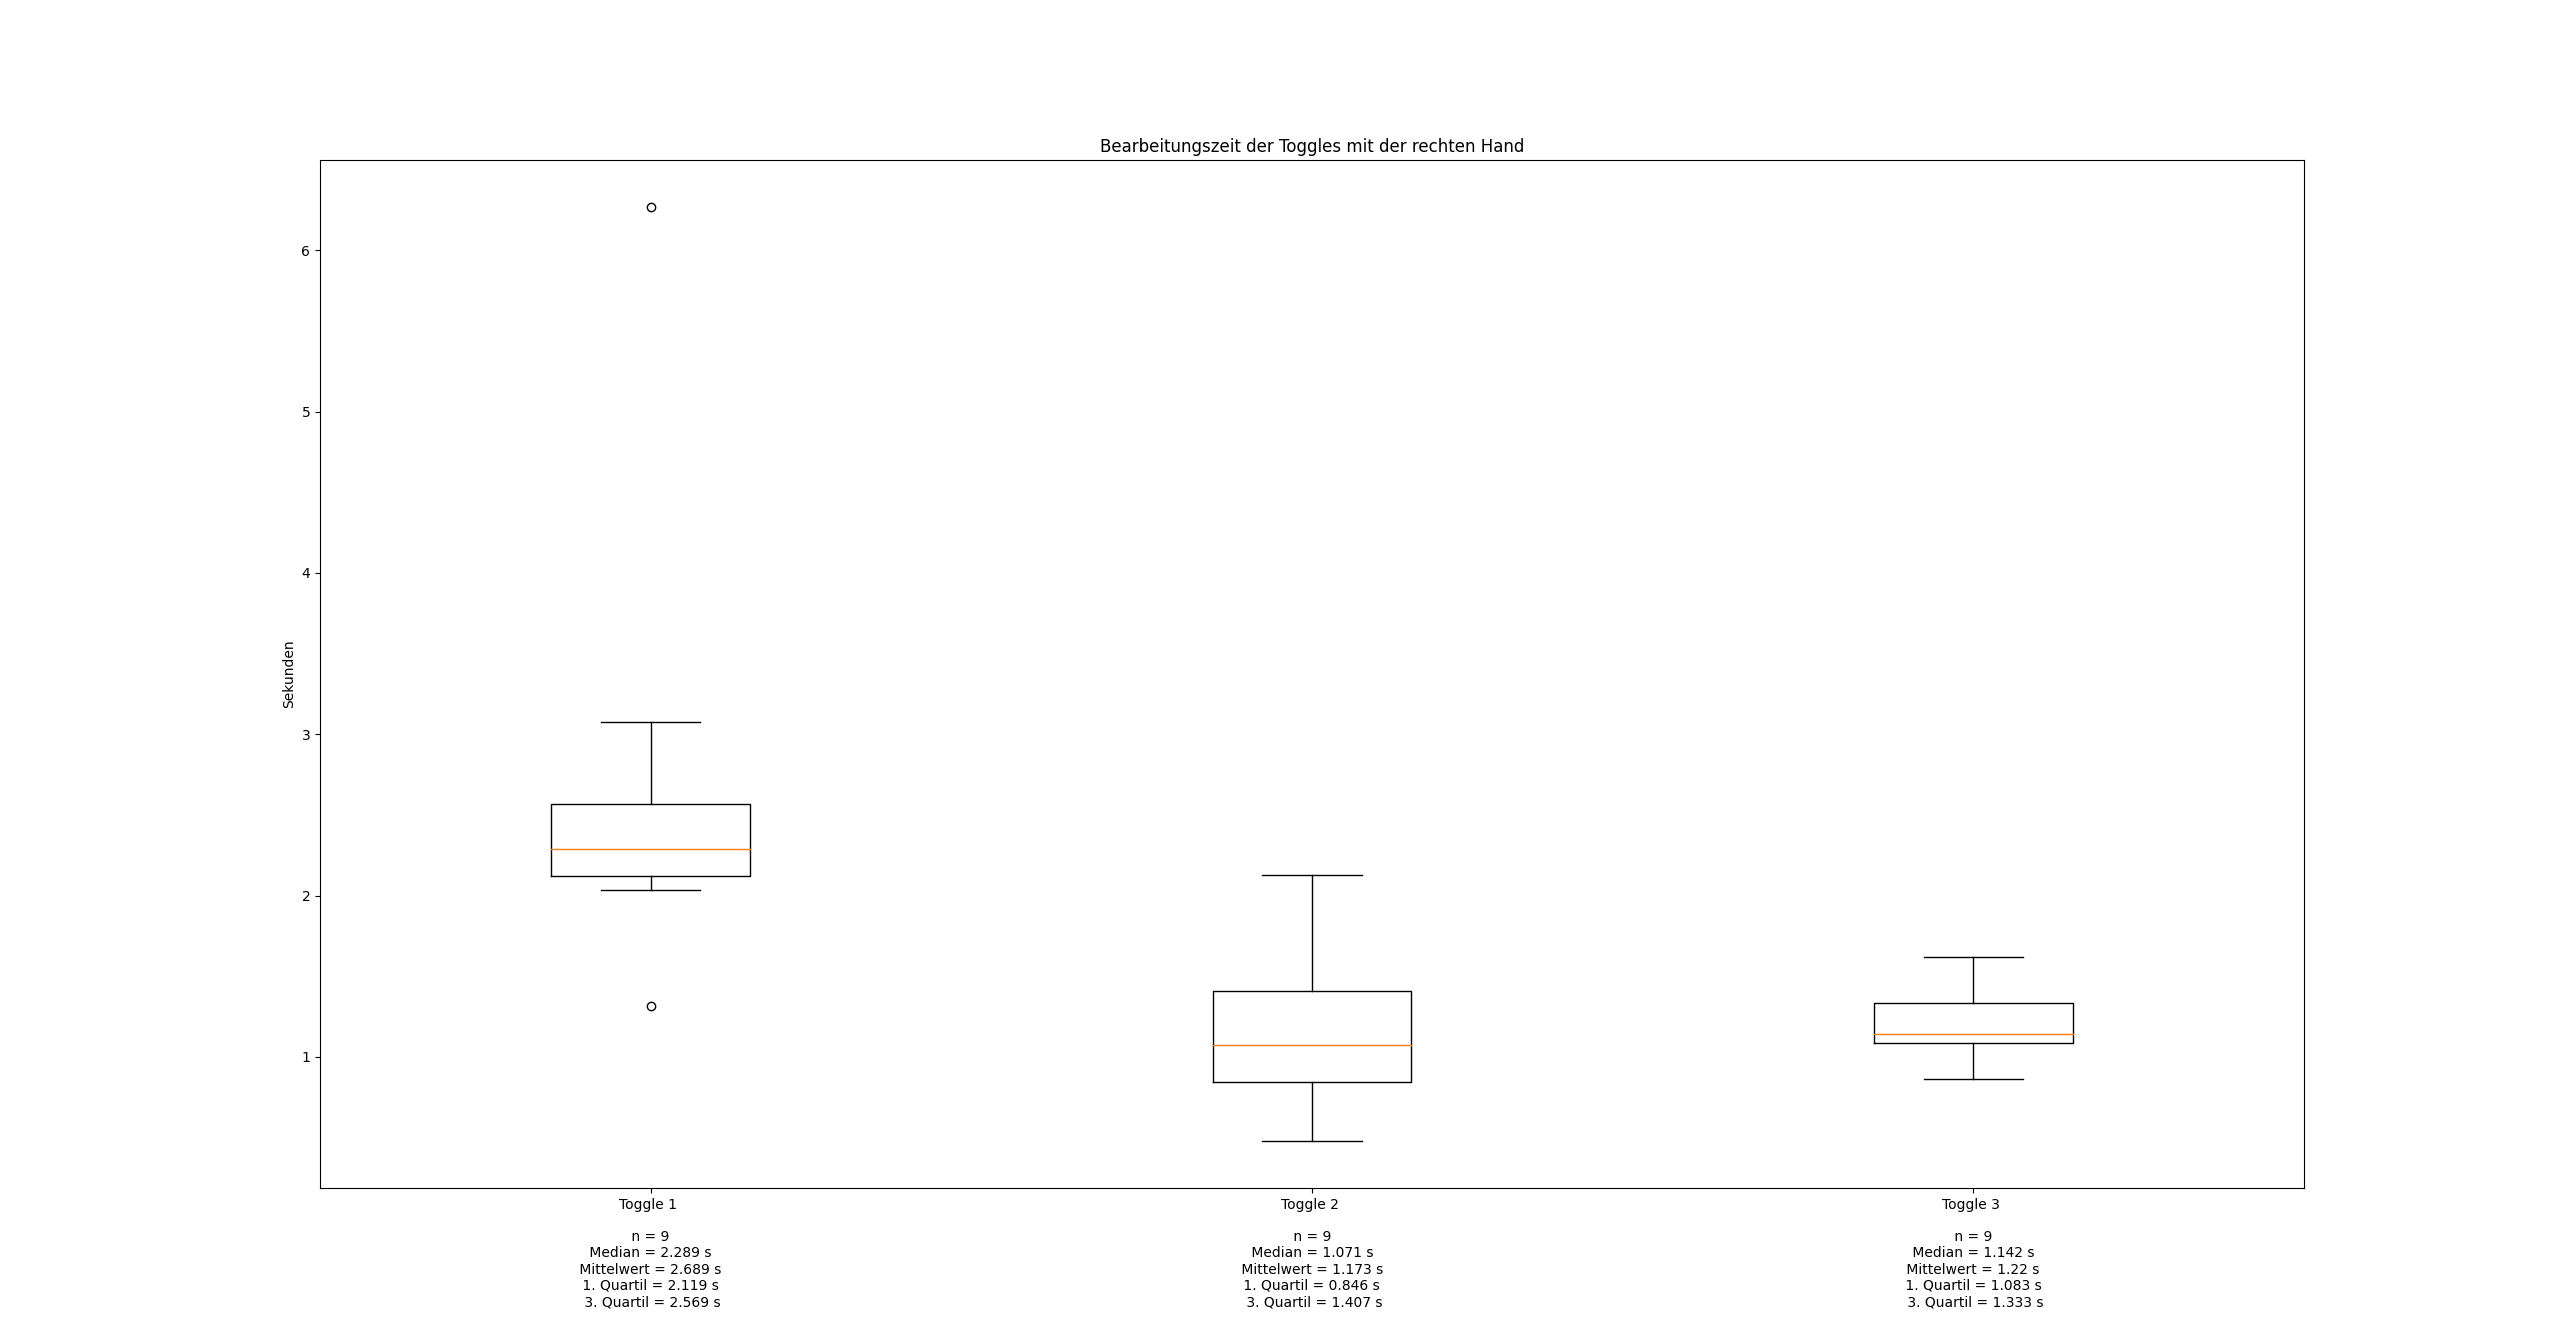 Bearbeitungszeit der Toggles mit der rechten Hand
Sekunden
6
5
4
3
2
1
Toggle 1
n = 9
Median = 2.289 s
Mittelwert = 2.689 s
1. Quartil = 2.119 s
3. Quartil = 2.569 s
Toggle 2
n = 9
Median = 1.071 s
Mittelwert = 1.173 s
1. Quartil = 0.846 s
3. Quartil = 1.407 s
Toggle 3
n = 9
Median = 1.142 s
Mittelwert = 1.22 s
1. Quartil = 1.083 s
3. Quartil = 1.333 s